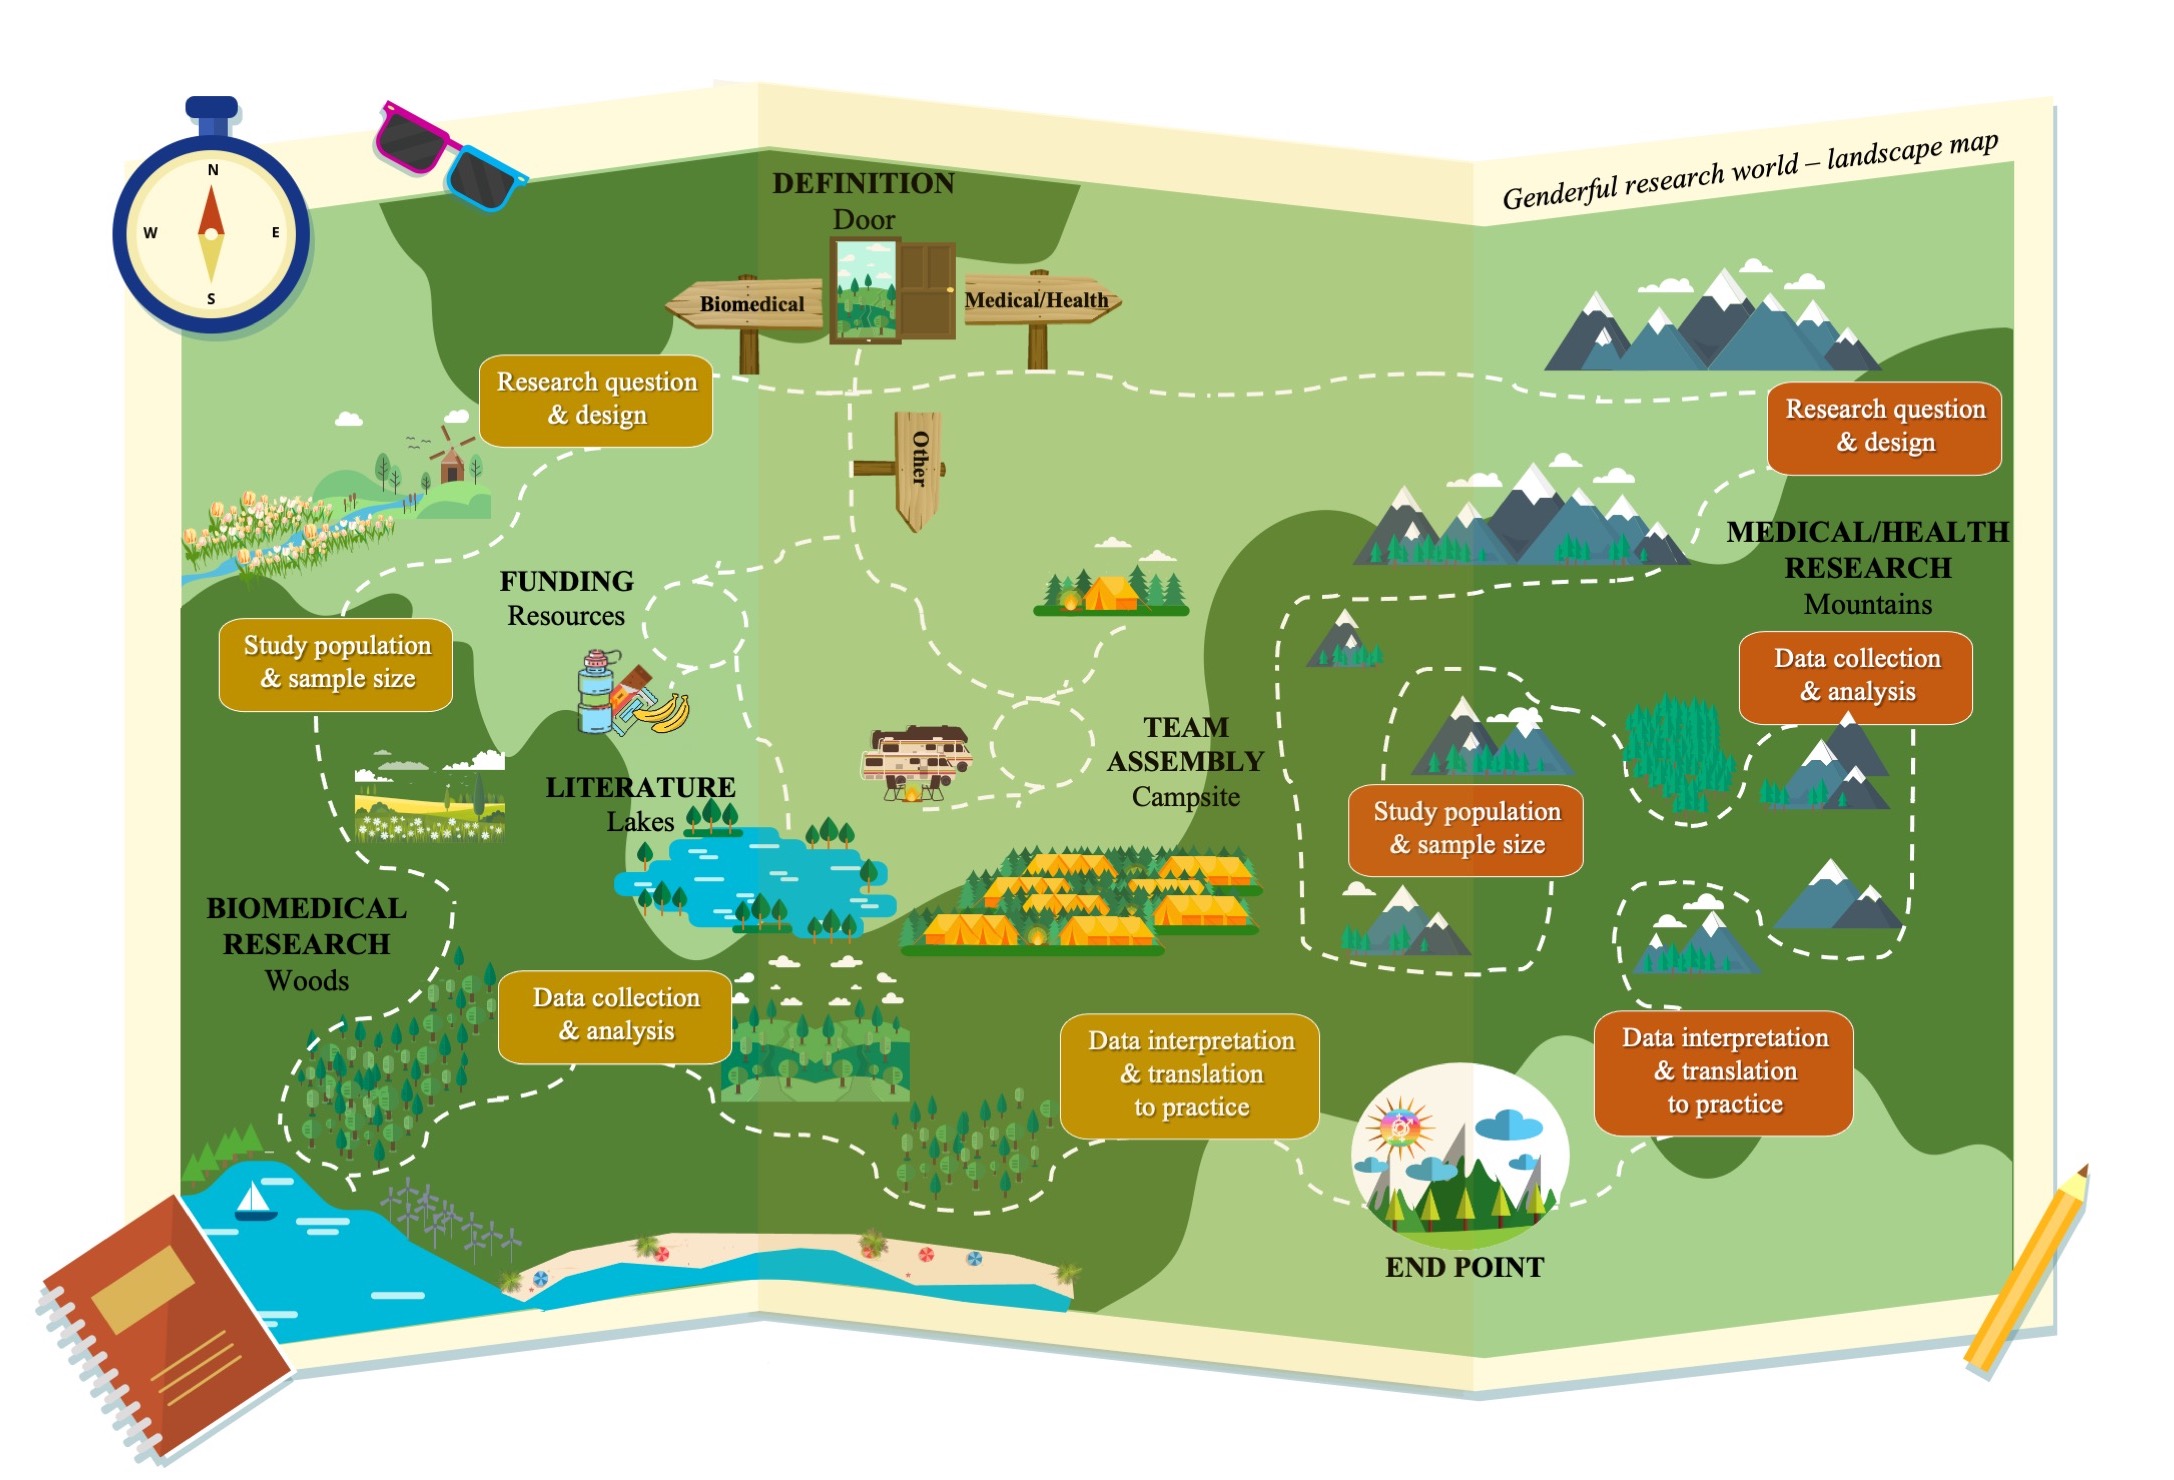 Genderful research world – landscape map
N
W
E
S
DEFINITION
Door
Biomedical
Medical/Health
Other
Research question
& design
Research question
& design
FUNDING
Resources
Study population
& sample size
LITERATURE
Lakes
TEAM
ASSEMBLY
Campsite
MEDICAL/HEALTH
RESEARCH
Mountains
Data collection
& analysis
Study population
& sample size
BIOMEDICAL
RESEARCH
Woods
Data collection
& analysis
Data interpretation
& translation
to practice
Data interpretation
& translation
to practice
END POINT